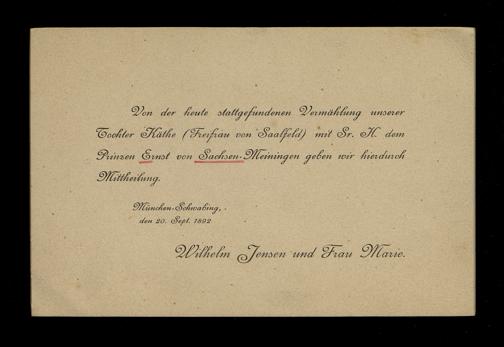 Von der heute stattgefundenen Vermählung unserer
Tochter Käthe (Freifrau von Saalfeld) mit Sr. H. dem
Prinzen Ernst von Sachsen-Meiningen geben wir hierdurch
Mittheilung.
München-Schwabing,
den 20. Sept. 1892
Wilhelm Jensen und Frau Marie.